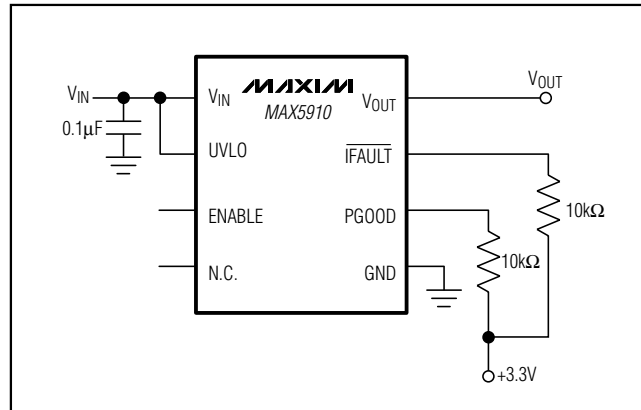 MAXIM
MAX5910
VIN
VIN
VOUT
VOUT
0.1µF
UVLO
IFAULT
10kΩ
ENABLE
PGOOD
10kΩ
N.C.
GND
+3.3V